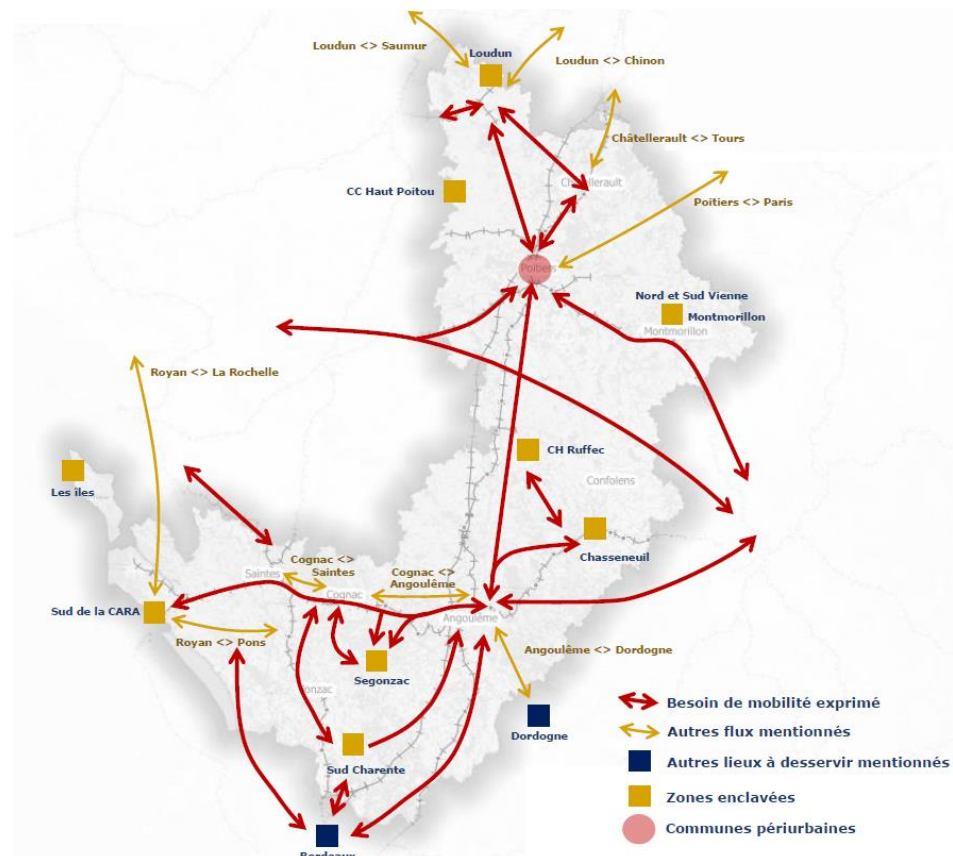 Loudun <> Saumur
Loudun
Loudun <> Chinon
Châtellerault <> Tours
Châtellerault
CC Haut Poitou
Poitiers <> Paris
Poitiers
Nord et Sud Vienne
Montmorillon
Montmorillon
Royan <> La Rochelle
CH Ruffec
Confolens
Les îles
Chasseneuil
Cognac <>
Saintes
Cognac <>
Angoulême
Saintes
Cognac
Sud de la CARA
Angoulême
Royan <> Pons
Angoulême <> Dordogne
Segonzac
onzac
Dordogne
Sud Charente
Bordeaux
Besoin de mobilité exprimé
Autres flux mentionnés
Autres lieux à desservir mentionnés
Zones enclavées
Communes périurbaines